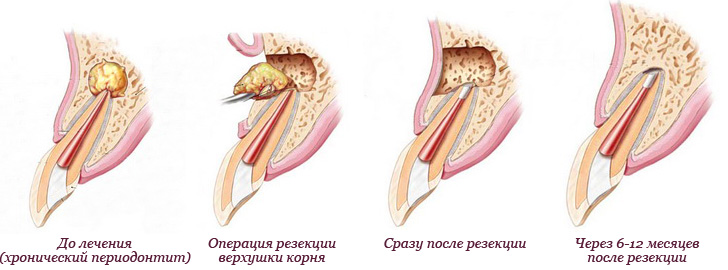 До лечения
(хронический периодонтит)
Операция резекции
верхушки корня
Сразу после резекции
Через 6-12 месяцев
после резекции